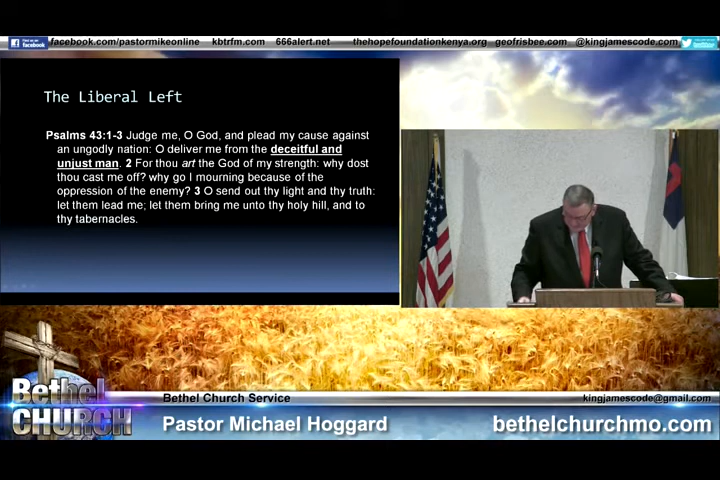 facebook.com/pastormikeonline kbtrfm.com 666alert.net thehopefoundationkenya.org geofrisbee.com @kingjamescode.com
The Liberal Left
Psalms 43:1-3 Judge me, O God, and plead my cause against
an ungodly nation: O deliver me from the deceitful and
unjust man. 2 For thou art the God of my strength: why dost
thou cast me off? why go I mourning because of the
oppression of the enemy? 3 O send out thy light and thy truth:
let them lead me; let them bring me unto thy holy hill, and to
thy tabernacles.
Bethel
CHURCH
Bethel Church Service
kingjamescode@gmail.com
Pastor Michael Hoggard
bethelchurchmo.com